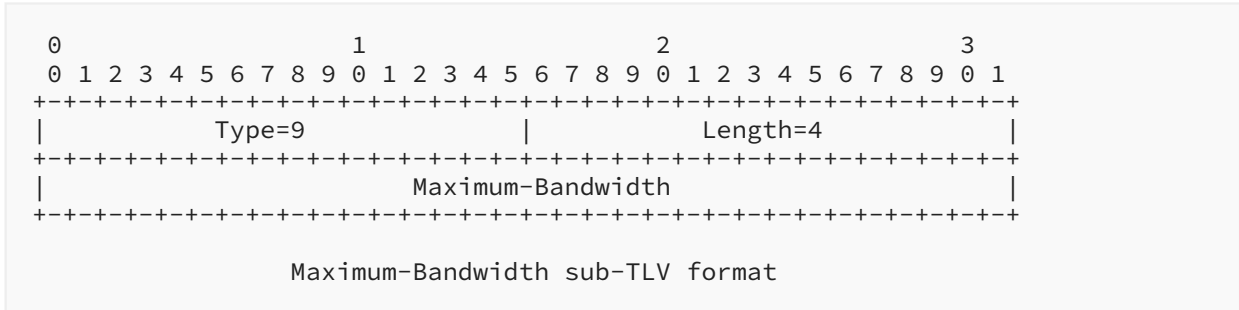 0                   1                   2                   3
 0 1 2 3 4 5 6 7 8 9 0 1 2 3 4 5 6 7 8 9 0 1 2 3 4 5 6 7 8 9 0 1
+-+-+-+-+-+-+-+-+-+-+-+-+-+-+-+-+-+-+-+-+-+-+-+-+-+-+-+-+-+-+-+-+
|           Type=9              |           Length=4            |
+-+-+-+-+-+-+-+-+-+-+-+-+-+-+-+-+-+-+-+-+-+-+-+-+-+-+-+-+-+-+-+-+
|                        Maximum-Bandwidth                      |
+-+-+-+-+-+-+-+-+-+-+-+-+-+-+-+-+-+-+-+-+-+-+-+-+-+-+-+-+-+-+-+-+
Maximum-Bandwidth sub-TLV format